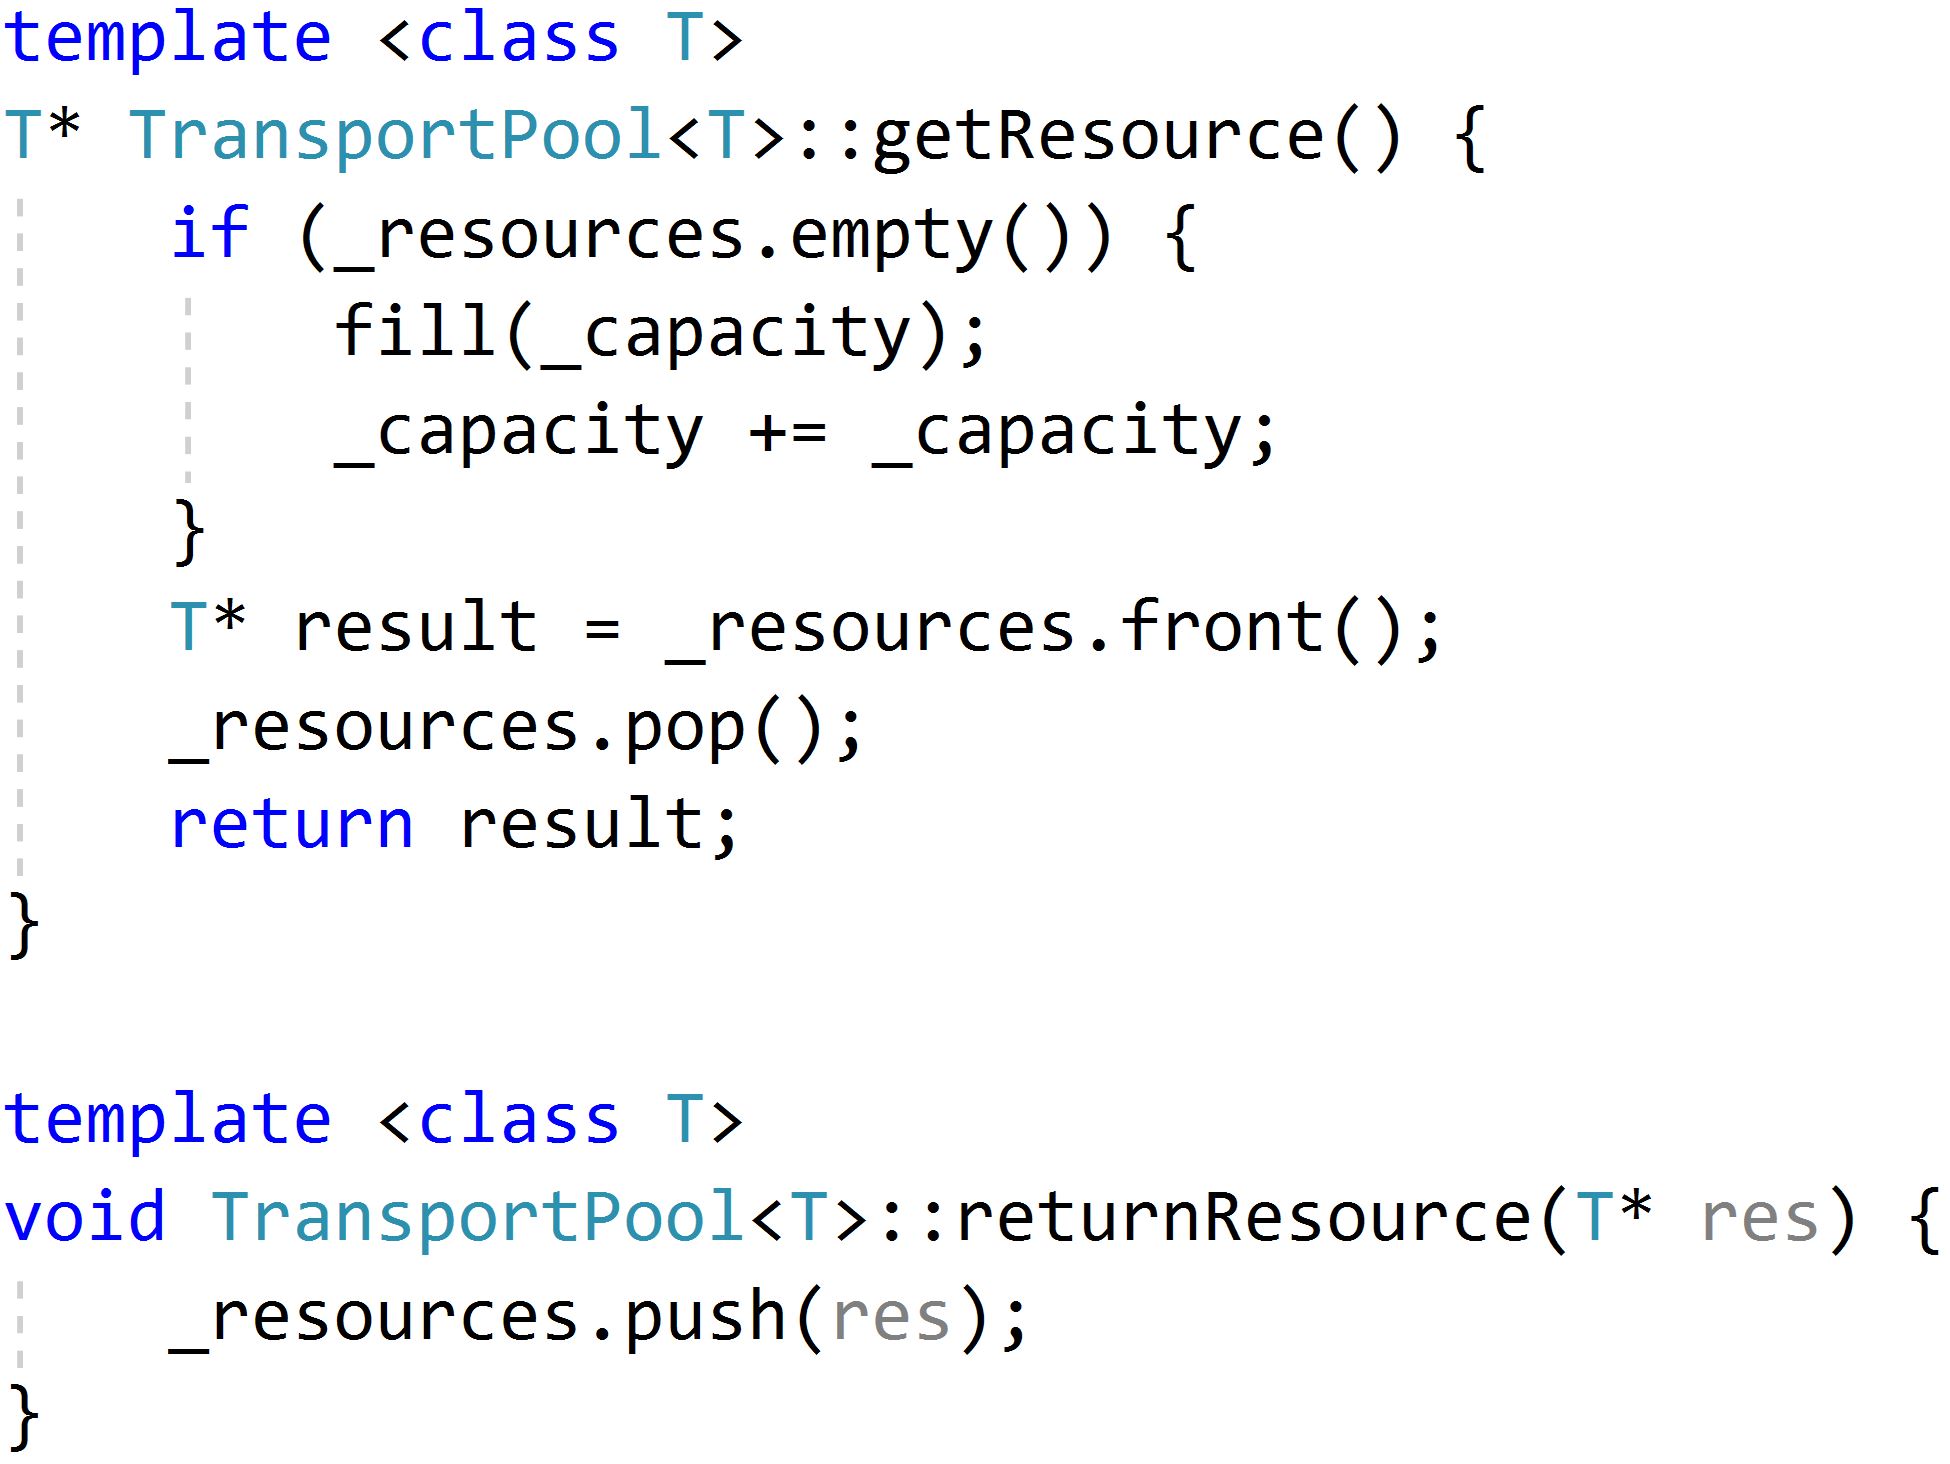 template <class T>
T* TransportPool<T>::getResource() {
    if (_resources.empty()) {
        fill(_capacity);
        _capacity += _capacity;
    }
    T* result = _resources.front();
    _resources.pop();
    return result;
}

template <class T>
void TransportPool<T>::returnResource(T* res) {
    _resources.push(res);
}